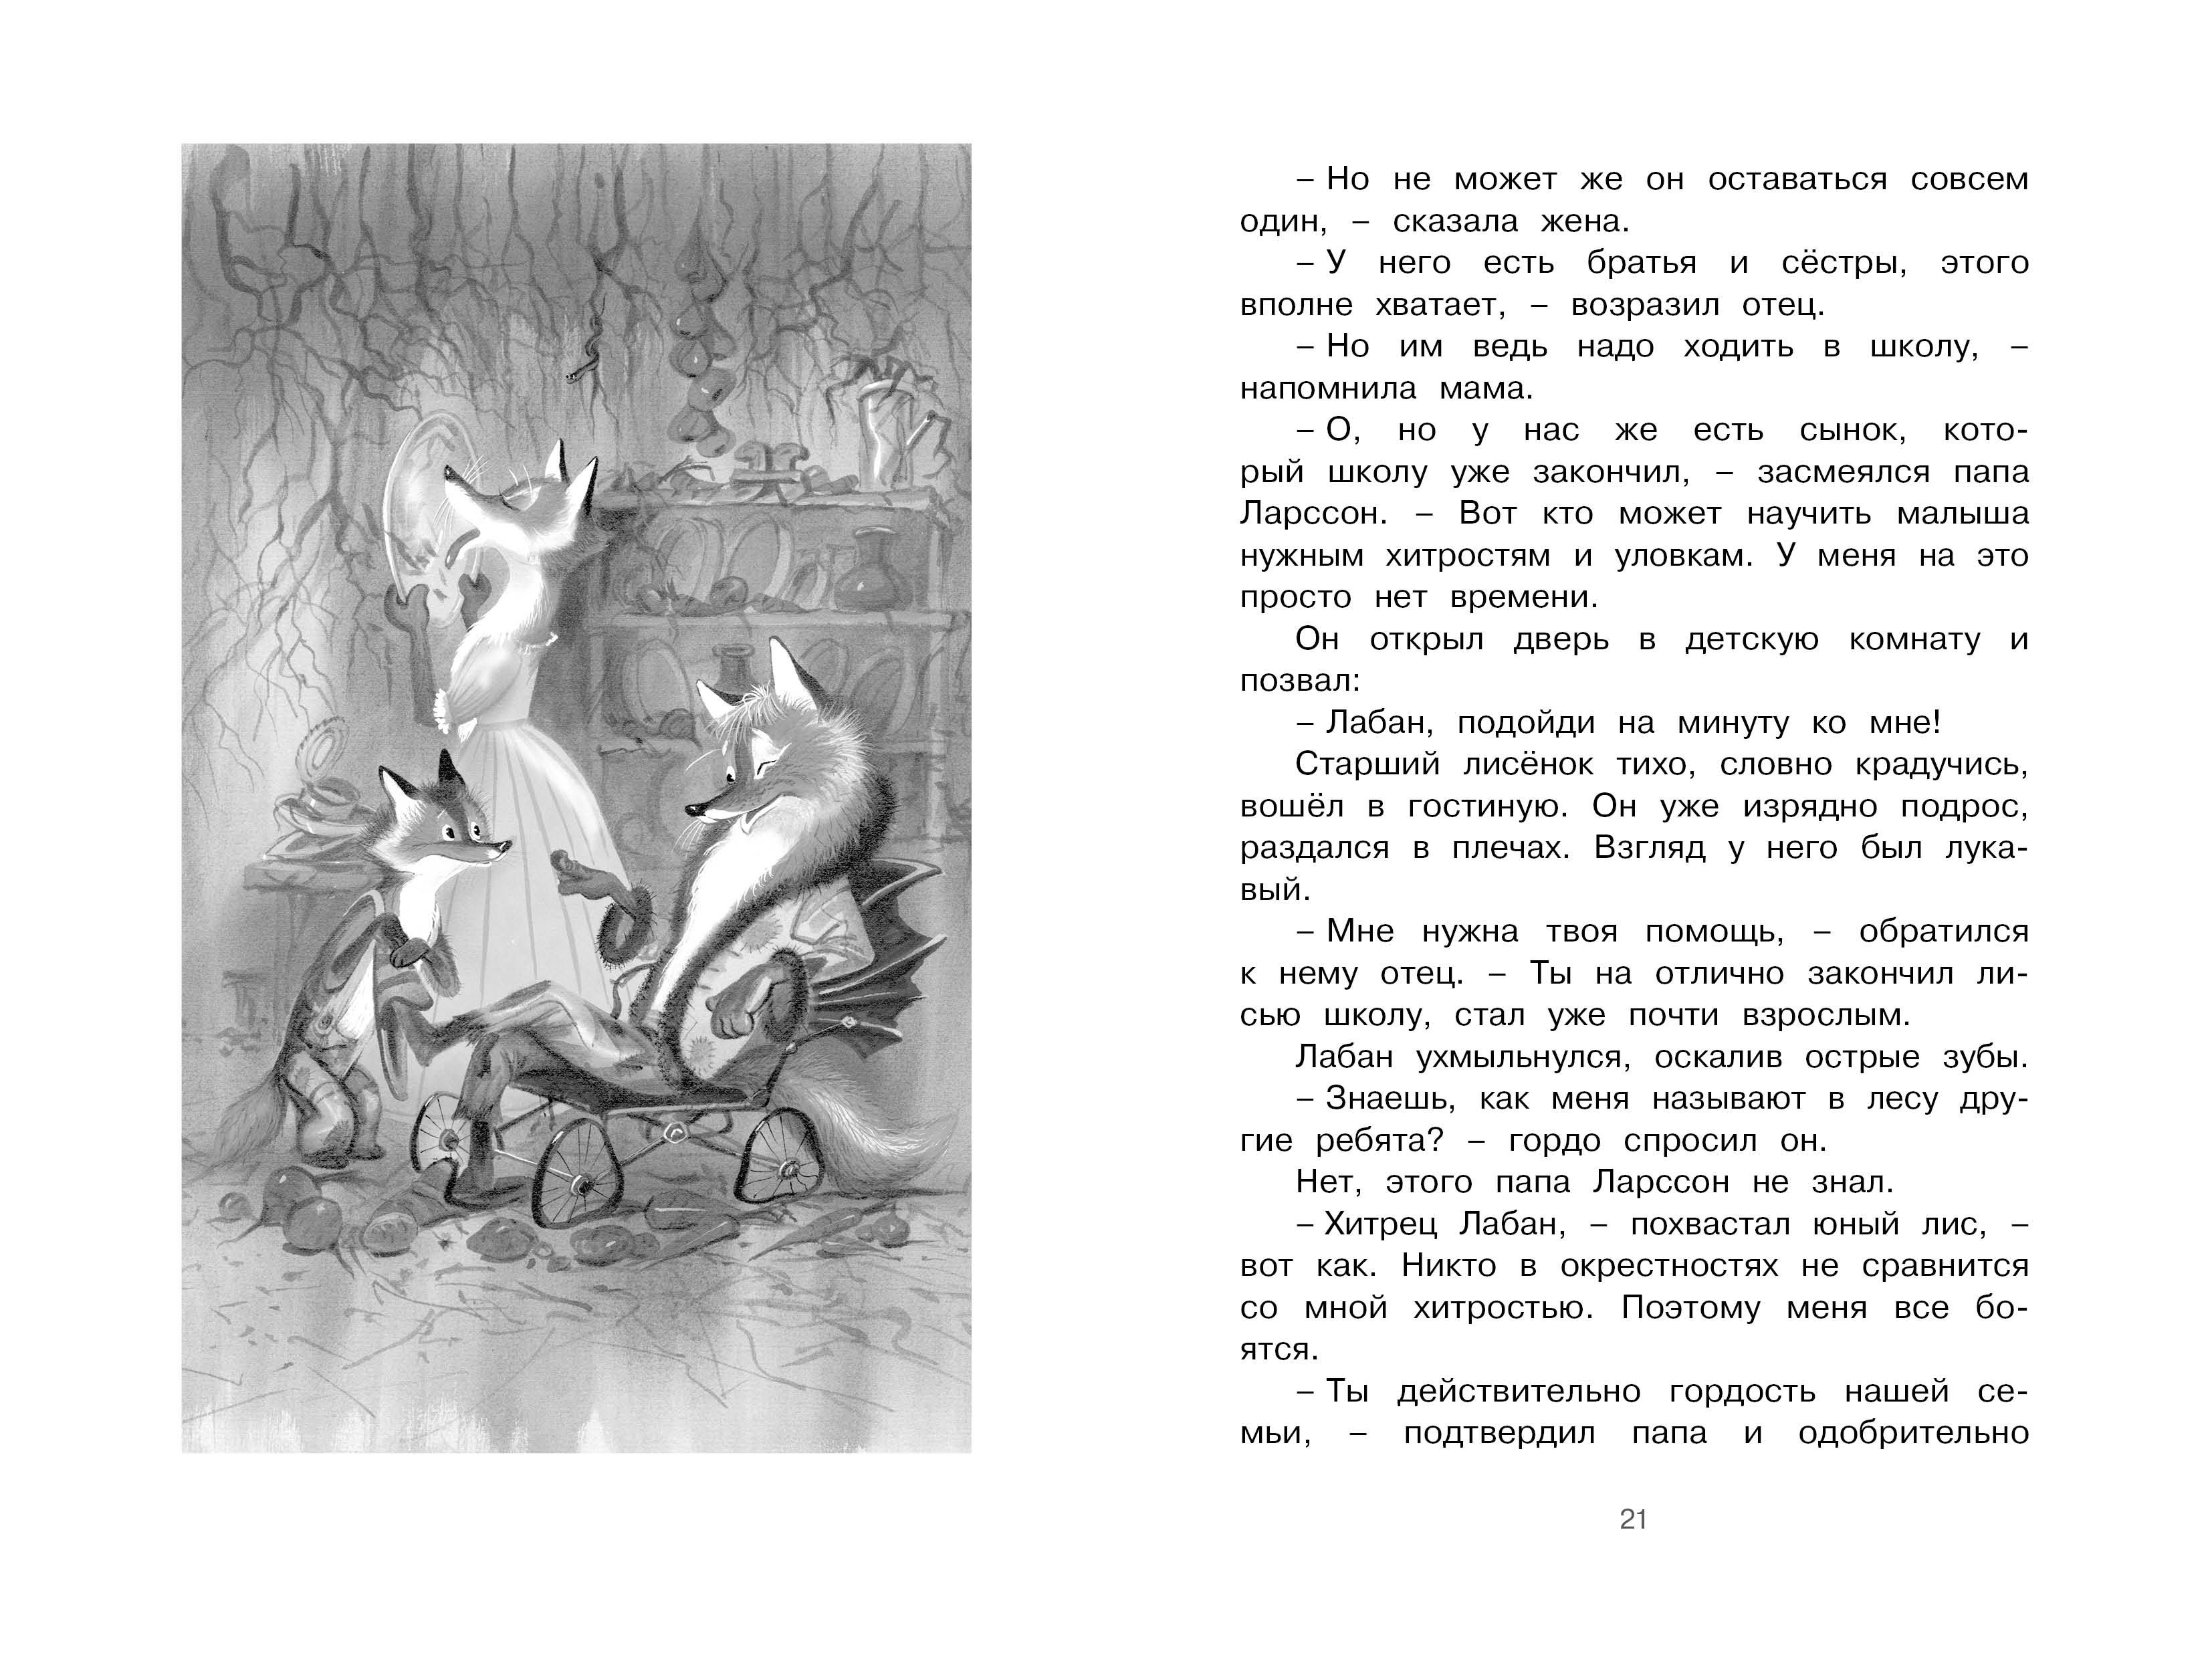 – Но не может же он оставаться совсем
один, – сказала жена.
– У него есть братья и сёстры, этого
вполне хватает, – возразил отец.
– Но им ведь надо ходить в школу, –
напомнила мама.
– О, но у нас же есть сынок, кото-
рый школу уже закончил, – засмеялся папа
Ларссон. – Вот кто может научить малыша
нужным хитростям и уловкам. У меня на это
просто нет времени.
Он открыл дверь в детскую комнату и
позвал:
– Лабан, подойди на минуту ко мне!
Старший лисёнок тихо, словно крадучись,
вошёл в гостиную. Он уже изрядно подрос,
раздался в плечах. Взгляд у него был лука-
вый.
– Мне нужна твоя помощь, – обратился
к нему отец. – Ты на отлично закончил ли-
сью школу, стал уже почти взрослым.
Лабан ухмыльнулся, оскалив острые зубы.
– Знаешь, как меня называют в лесу дру-
гие ребята? – гордо спросил он.
Нет, этого папа Ларссон не знал.
– Хитрец Лабан, – похвастал юный лис, –
вот как. Никто в окрестностях не сравнится
со мной хитростью. Поэтому меня все бо-
ятся.
– Ты действительно гордость нашей се-
мьи, – подтвердил папа и одобрительно
21